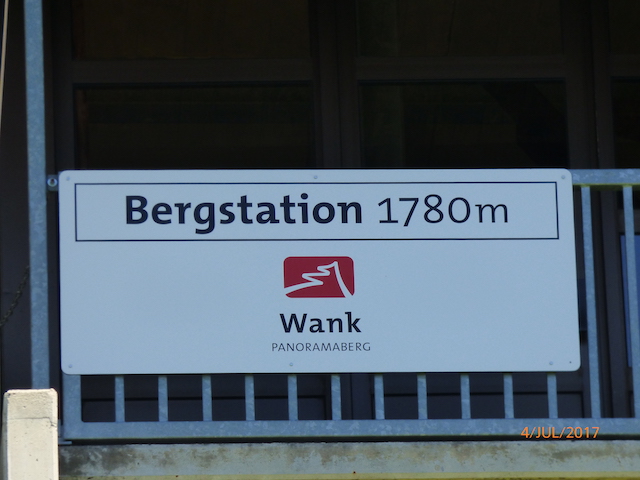 Bergstation 1780m
Wank
PANORAMABERG
4/JUL/2017